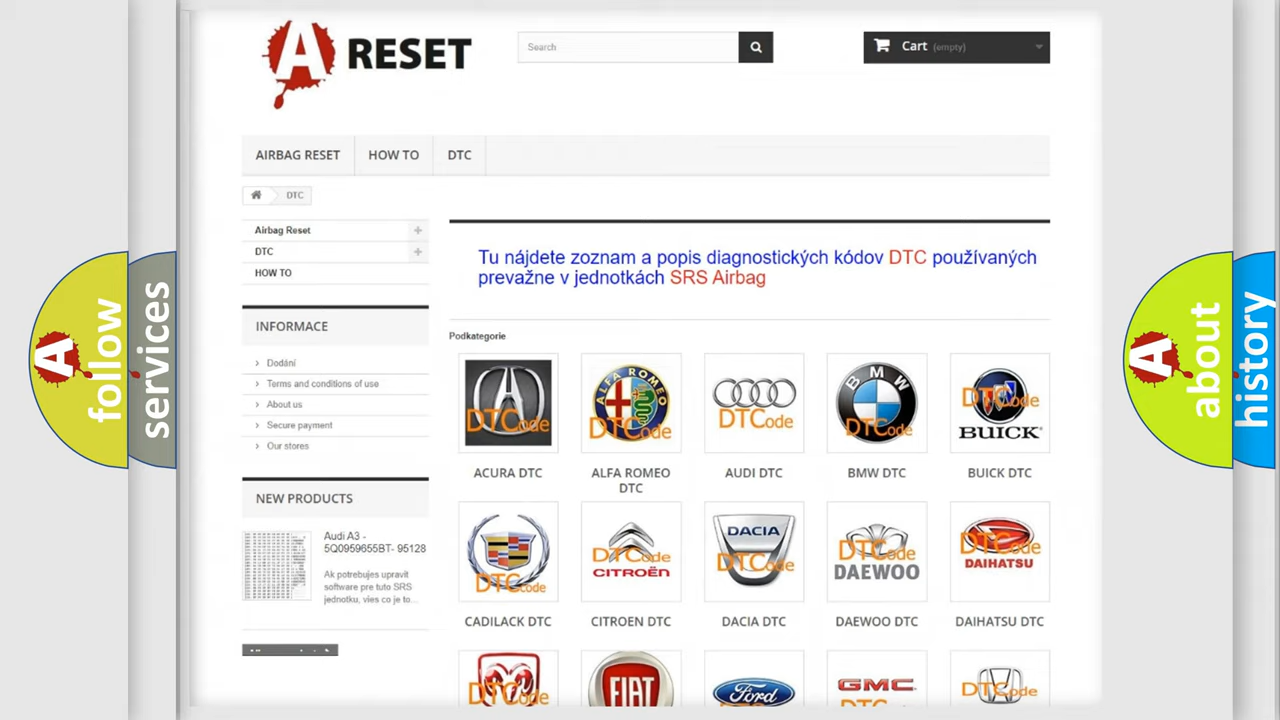 A RESET
Search
Cart (empty)
AIRBAG RESET
HOW TO
DTC
DTC
Airbag Reset
DTC
HOW TO
Tu nájdete zoznam a popis diagnostických kódov DTC používaných
prevažne v jednotkách SRS Airbag
INFORMACE
Dodání
Terms and conditions of use
About us
Secure payment
Our stores
NEW PRODUCTS
Audi A3 -
5Q0959655BT- 95128
Ak potrebujes upravit
software pre tuto SRS
jednotku, vies co je to...
Podkategorie
DTCode
ALFA ROMEO
DTCode
DTCode
BMW
DTCode
DTCode
BUICK
ACURA DTC
ALFA ROMEO
DTC
AUDI DTC
BMW DTC
BUICK DTC
DTCode
DTCode
CITROËN
DACIA
DTCode
DTCode
DAEWOO
DTCode
DAIHATSU
CADILACK DTC
CITROEN DTC
DACIA DTC
DAEWOO DTC
DAIHATSU DTC
DTCode
FIAT
Ford
GMC
DTCode
A follow
services
A about
history